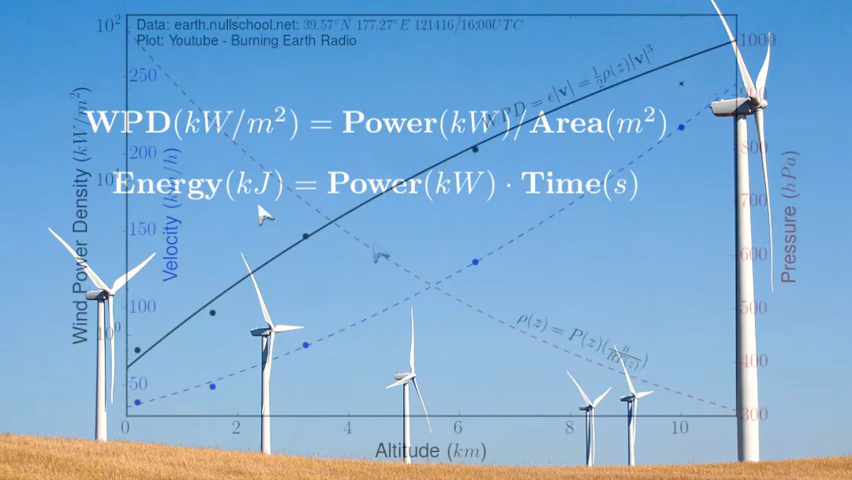 Data: earth.nullschool.net: 39.57°N 177.27°E 121416/16:00UTC
Plot: Youtube - Burning Earth Radio
WPD = ϵ|v| = ½ρ(z)|v|³
WPD(kW/m²) = Power(kW)/Area(m²)
Energy(kJ) = Power(kW) · Time(s)
ρ(z) = P(z)(n/RT(z))
Wind Power Density (kW/m²)
10²
10¹
10⁰
Velocity (km/h)
250
200
150
100
50
Pressure (hPa)
1000
900
800
700
600
500
400
300
0 2 4 6 8 10
Altitude (km)